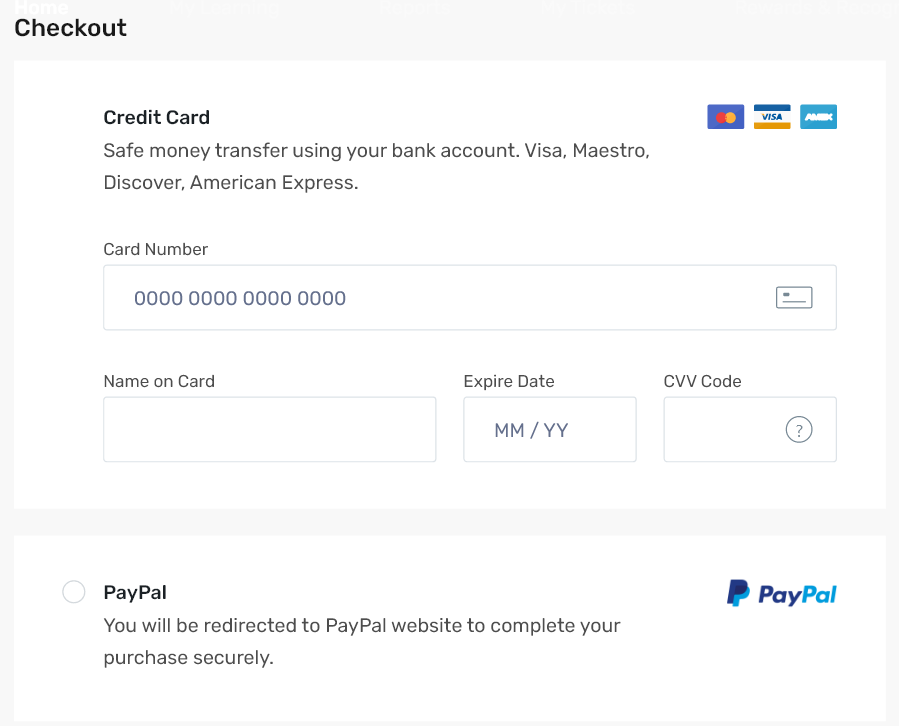 Home
Checkout
Credit Card
VISA
AMEX
Safe money transfer using your bank account. Visa, Maestro,
Discover, American Express.
Card Number
0000 0000 0000 0000
Name on Card
Expire Date
CVV Code
MM / YY
?
PayPal
PayPal
You will be redirected to PayPal website to complete your
purchase securely.